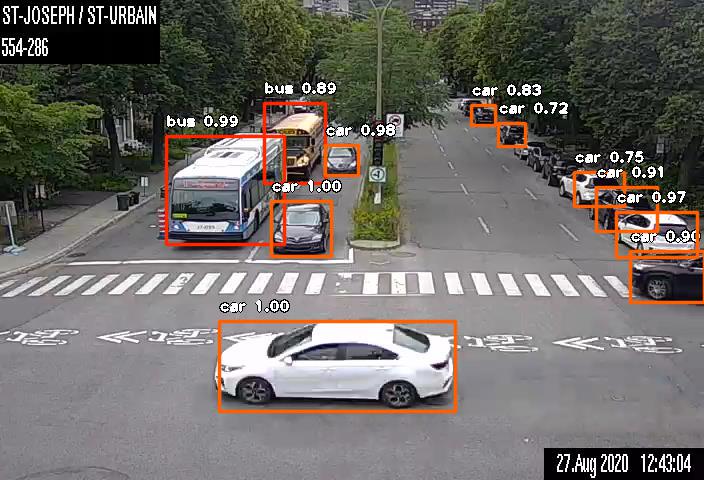 ST-JOSEPH / ST-URBAIN
554-286
bus 0.89
car 0.83
car 0.72
bus 0.99
car 0.98
car 0.75
car 0.91
car 1.00
car 0.97
car 0.90
car 1.00
27.Aug 2020 12:43:04